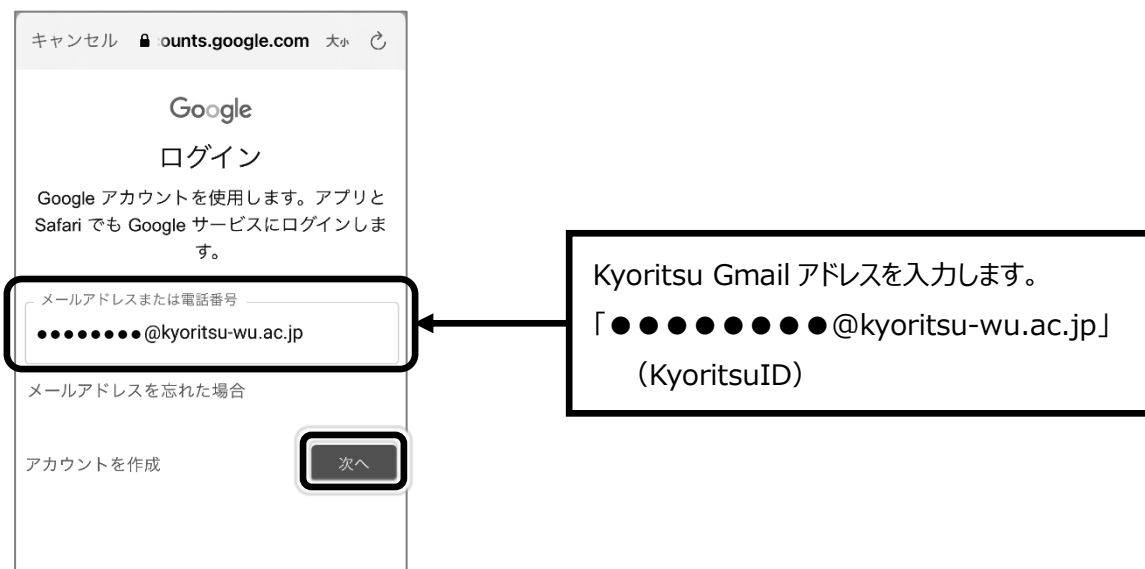 キャンセル ounts.google.com 大小
Google
ログイン
Google アカウントを使用します。アプリと
Safari でも Google サービスにログインしま
す。
メールアドレスまたは電話番号
●●●●●●●●@kyoritsu-wu.ac.jp
メールアドレスを忘れた場合
アカウントを作成
次へ
Kyoritsu Gmail アドレスを入力します。
「●●●●●●●●@kyoritsu-wu.ac.jp」
（KyoritsuID）